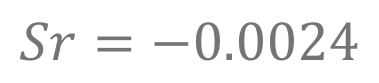 Sr = −0.0024